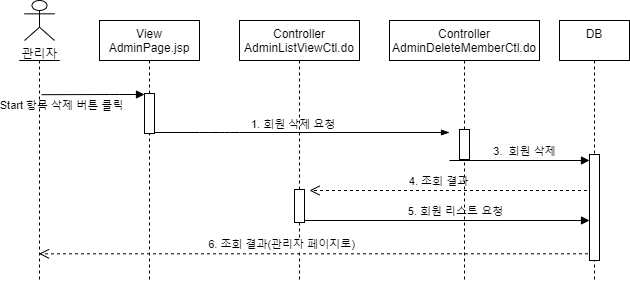 View
AdminPage.jsp
Controller
AdminListViewCtl.do
Controller
AdminDeleteMemberCtl.do
DB
관리자
Start 항목 삭제 버튼 클릭
1. 회원 삭제 요청
3. 회원 삭제
4. 조회 결과
5. 회원 리스트 요청
6. 조회 결과(관리자 페이지로)